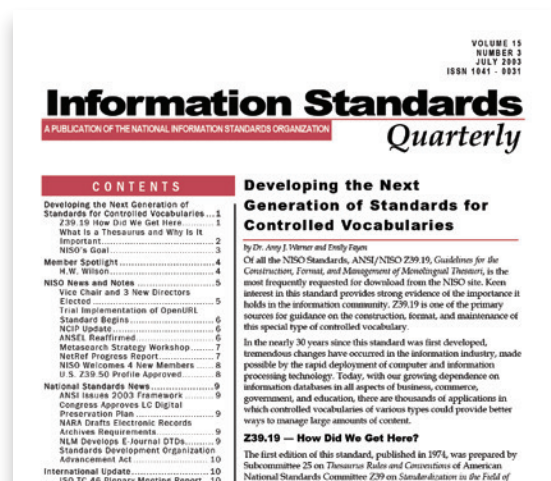 VOLUME 15
NUMBER 3
JULY 2003
ISSN 1041 - 0031
Information Standards
A PUBLICATION OF THE NATIONAL INFORMATION STANDARDS ORGANIZATION
Quarterly
CONTENTS
Developing the Next Generation of
Standards for Controlled Vocabularies ...1
Z39.19 How Did We Get Here..........1
What Is a Thesaurus and Why Is It
Important..........2
NISO's Goal..........3
Member Spotlight..........4
H.W. Wilson..........4
NISO News and Notes..........5
Vice Chair and 3 New Directors
Elected..........5
Trial Implementation of OpenURL
Standard Begins..........6
NCIP Update..........6
ANSEL Reaffirmed..........6
Metasearch Strategy Workshop..........7
NetRef Progress Report..........7
NISO Welcomes 4 New Members..........8
U.S. Z39.50 Profile Approved..........8
National Standards News..........9
ANSI Issues 2003 Framework..........9
Congress Approves LC Digital
Preservation Plan..........9
NARA Drafts Electronic Records
Archives Requirements..........9
NLM Develops E-Journal DTDs..........9
Standards Development Organization
Advancement Act..........10
International Update..........10
ISO TC 46 Plenary Meeting Report..10
Developing the Next
Generation of Standards for
Controlled Vocabularies
by Dr. Amy J. Warner and Emily Fayen
Of all the NISO Standards, ANSI/NISO Z39.19, Guidelines for the
Construction, Format, and Management of Monolingual Thesauri, is the
most frequently requested for download from the NISO site. Keen
interest in this standard provides strong evidence of the importance it
holds in the information community. Z39.19 is one of the primary
sources for guidance on the construction, format, and maintenance of
this special type of controlled vocabulary.
In the nearly 30 years since this standard was first developed,
tremendous changes have occurred in the information industry, made
possible by the rapid deployment of computer and information
processing technology. Today, with our growing dependence on
information databases in all aspects of business, commerce,
government, and education, there are thousands of applications in
which controlled vocabularies of various types could provide better
ways to manage large amounts of content.
Z39.19 — How Did We Get Here?
The first edition of this standard, published in 1974, was prepared by
Subcommittee 25 on Thesaurus Rules and Conventions of American
National Standards Committee Z39 on Standardization in the Field of